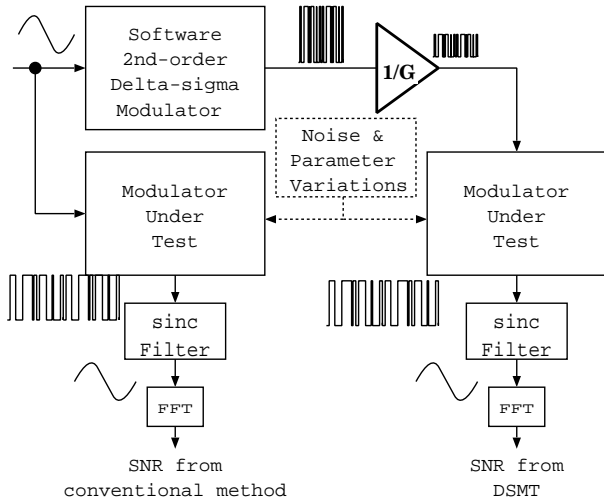 Software
2nd-order
Delta-sigma
Modulator
1/G
Noise &
Parameter
Variations
Modulator
Under
Test
Modulator
Under
Test
sinc
Filter
sinc
Filter
FFT
FFT
SNR from
conventional method
SNR from
DSMT